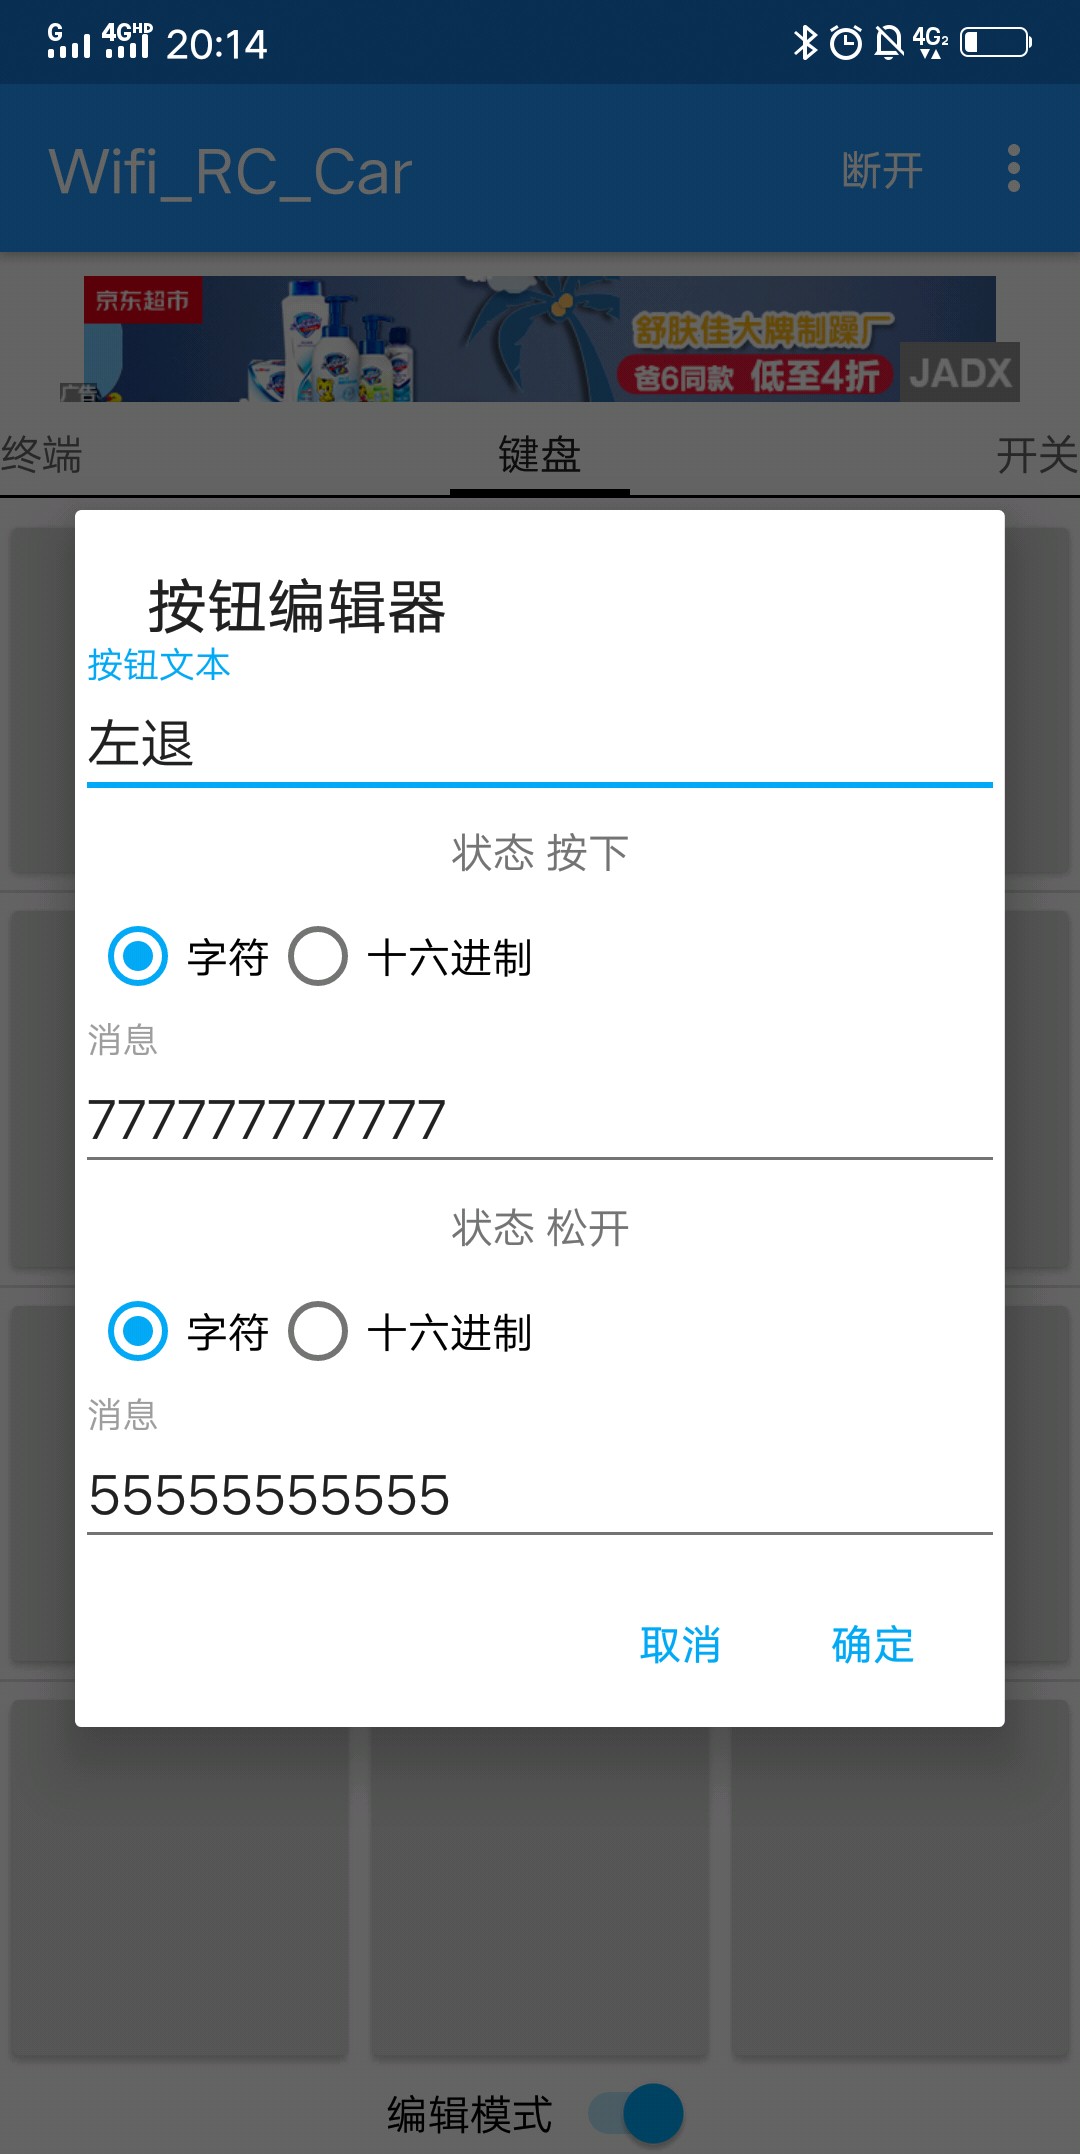 G 4GHD 20:14 4G2
Wifi_RC_Car 断开
京东超市
舒肤佳大牌制躁厂
爸6同款 低至4折 JADX
广告
终端 键盘 开关
按钮编辑器
按钮文本
左退
状态 按下
字符 十六进制
消息
777777777777
状态 松开
字符 十六进制
消息
55555555555
取消 确定
编辑模式